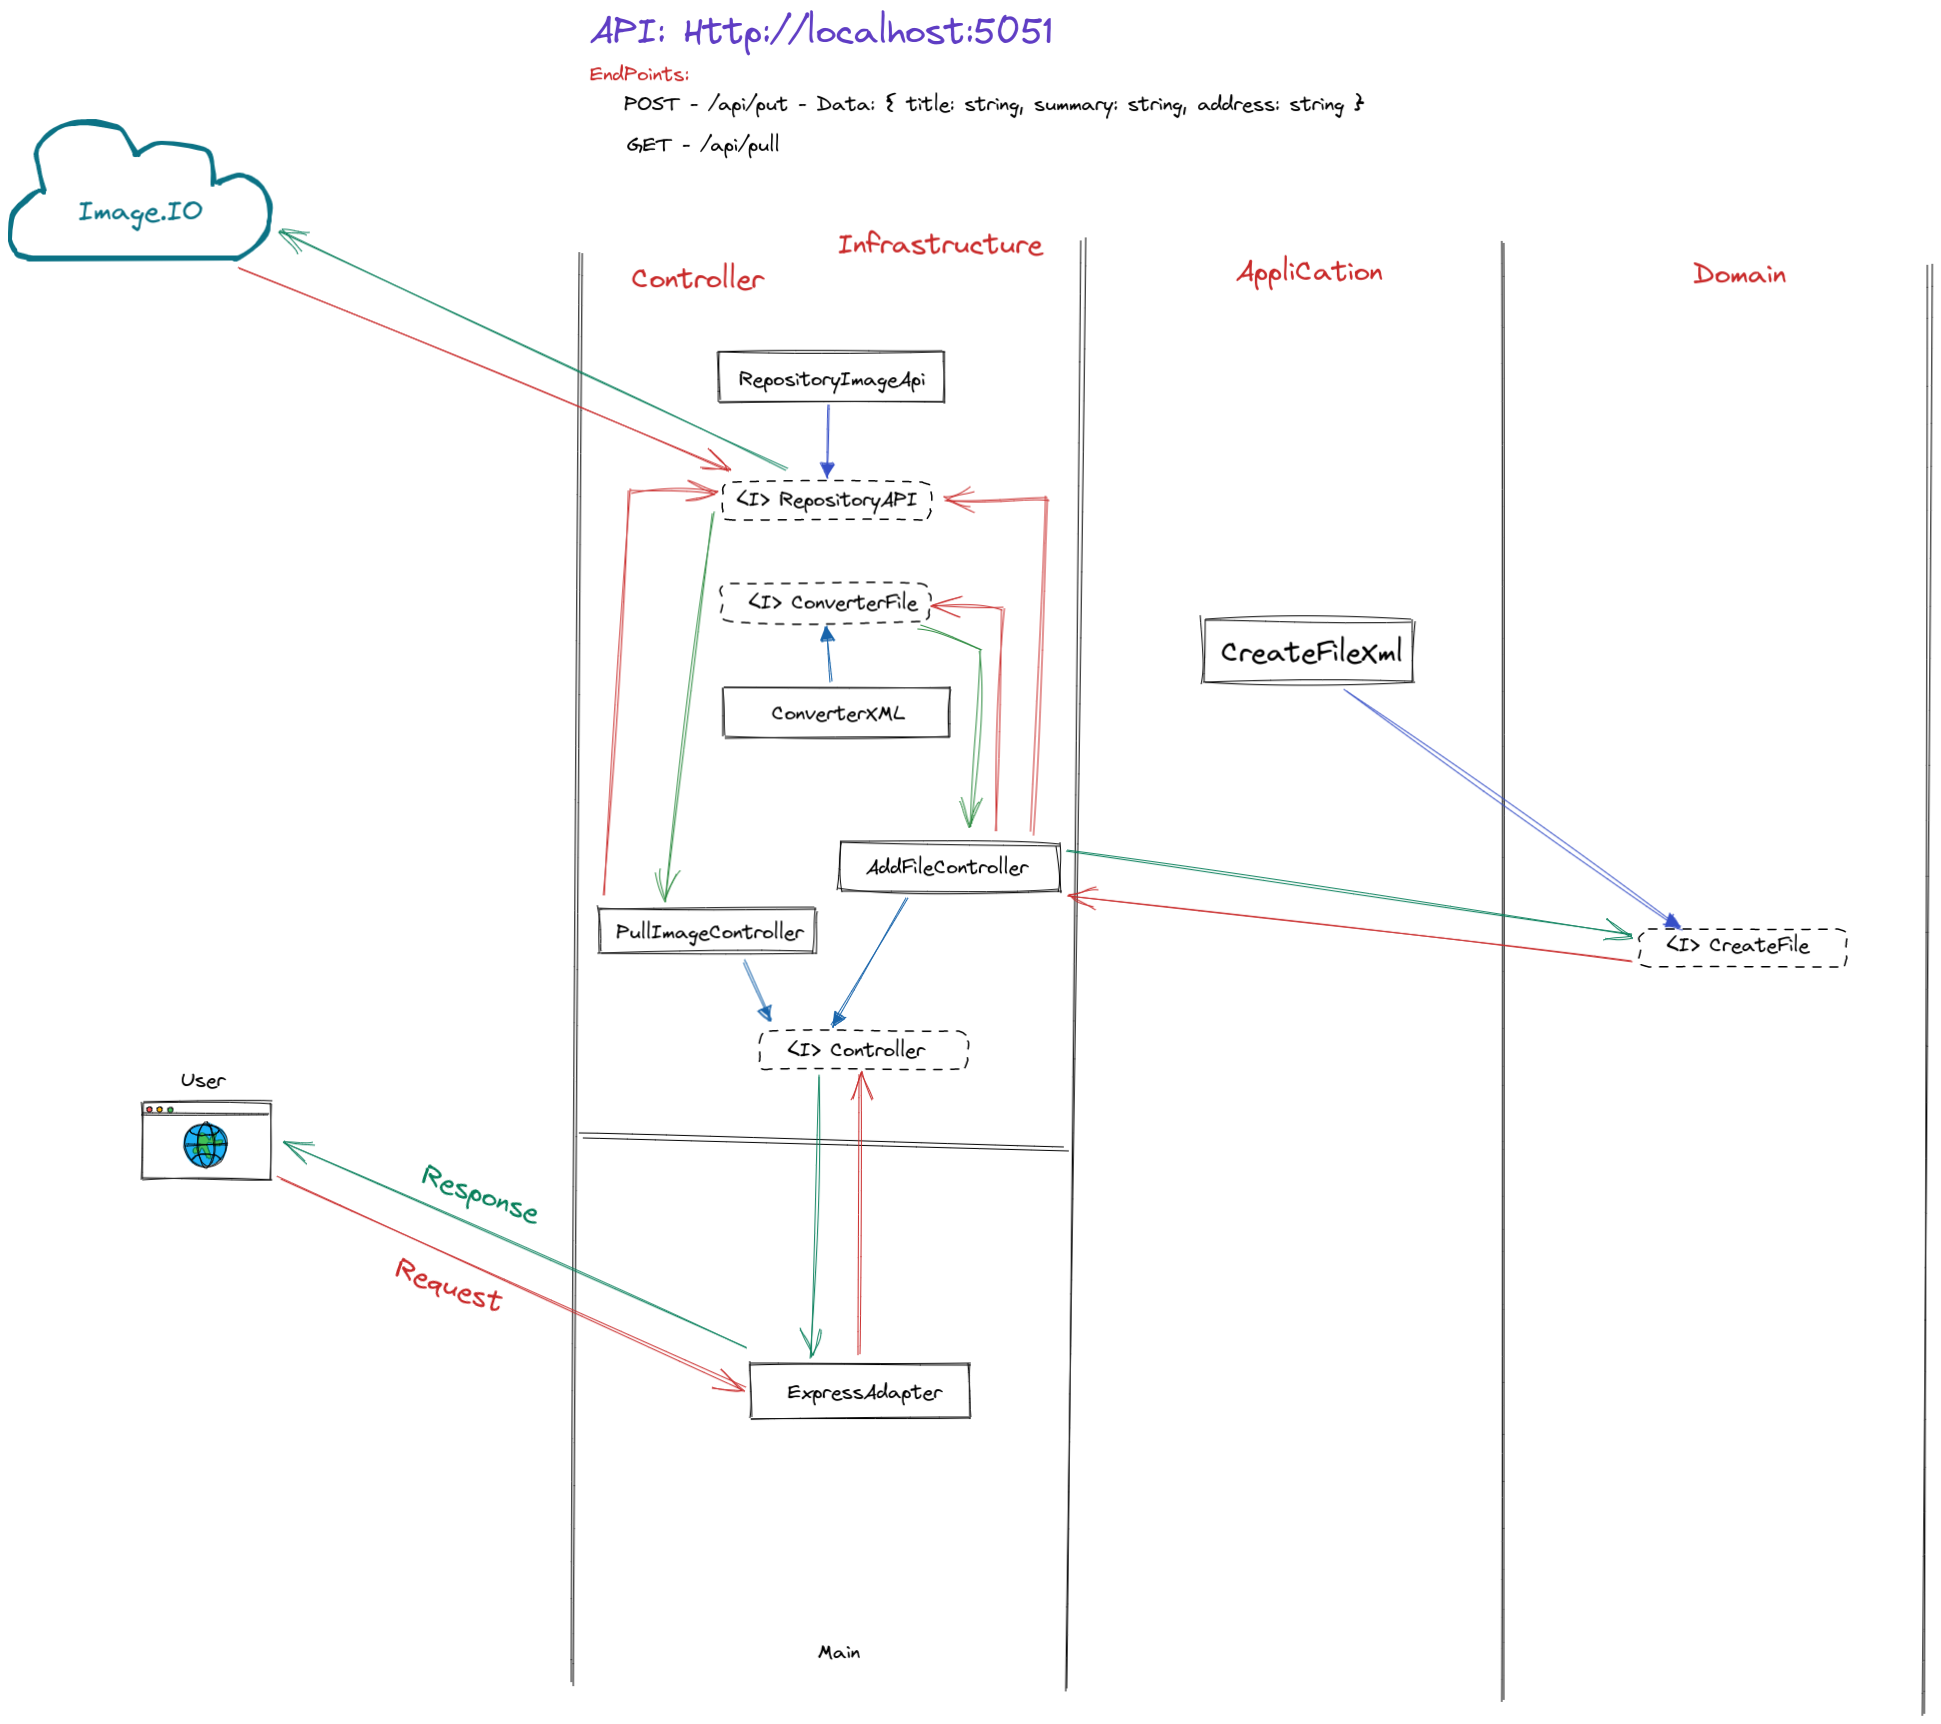 API: Http://localhost:5051
EndPoints:
POST - /api/put - Data: { title: string, summary: string, address: string }
GET - /api/pull
Image.IO
Infrastructure
Controller
AppliCation
Domain
RepositoryImageApi
<I> RepositoryAPI
<I> ConverterFile
CreateFileXml
ConverterXML
AddFileController
PullImageController
<I> CreateFile
<I> Controller
User
Response
Request
ExpressAdapter
Main